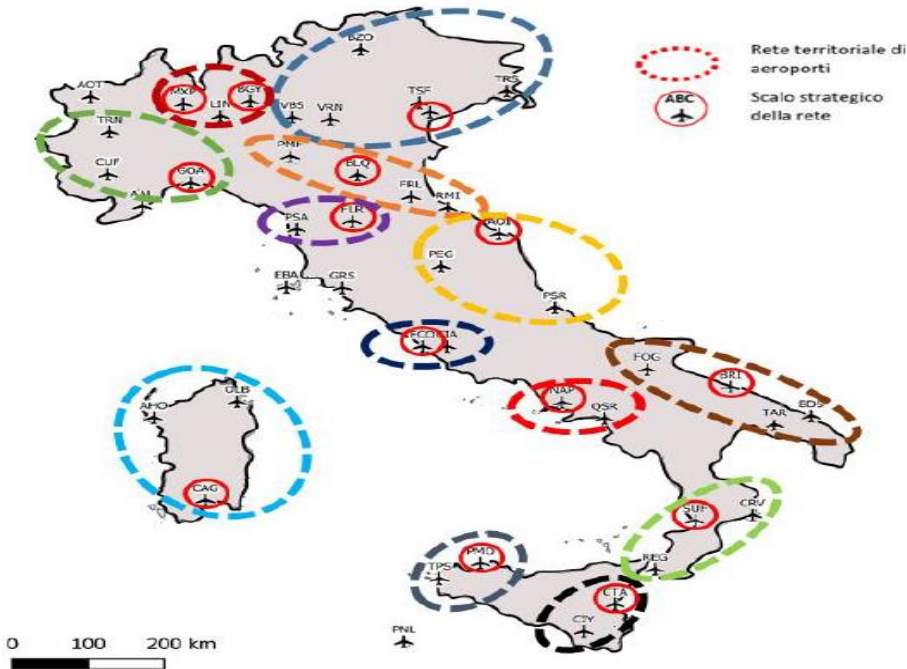 BZO
Rete territoriale di
aeroporti
AOT
MXP
BGY
LIN
TSF
TRS
ABC
Scalo strategico
della rete
VBS
VRN
TRN
PMF
CUF
GOA
BLQ
FRL
RMI
PSA
FLR
AOI
PEG
EBA
GRS
PSR
FCO
CIA
FOG
BRI
NAP
QSR
TAR
BDS
OLB
AHO
CAG
SUF
CRV
PMO
TPS
REG
CTA
CIY
PNL
0 100 200 km